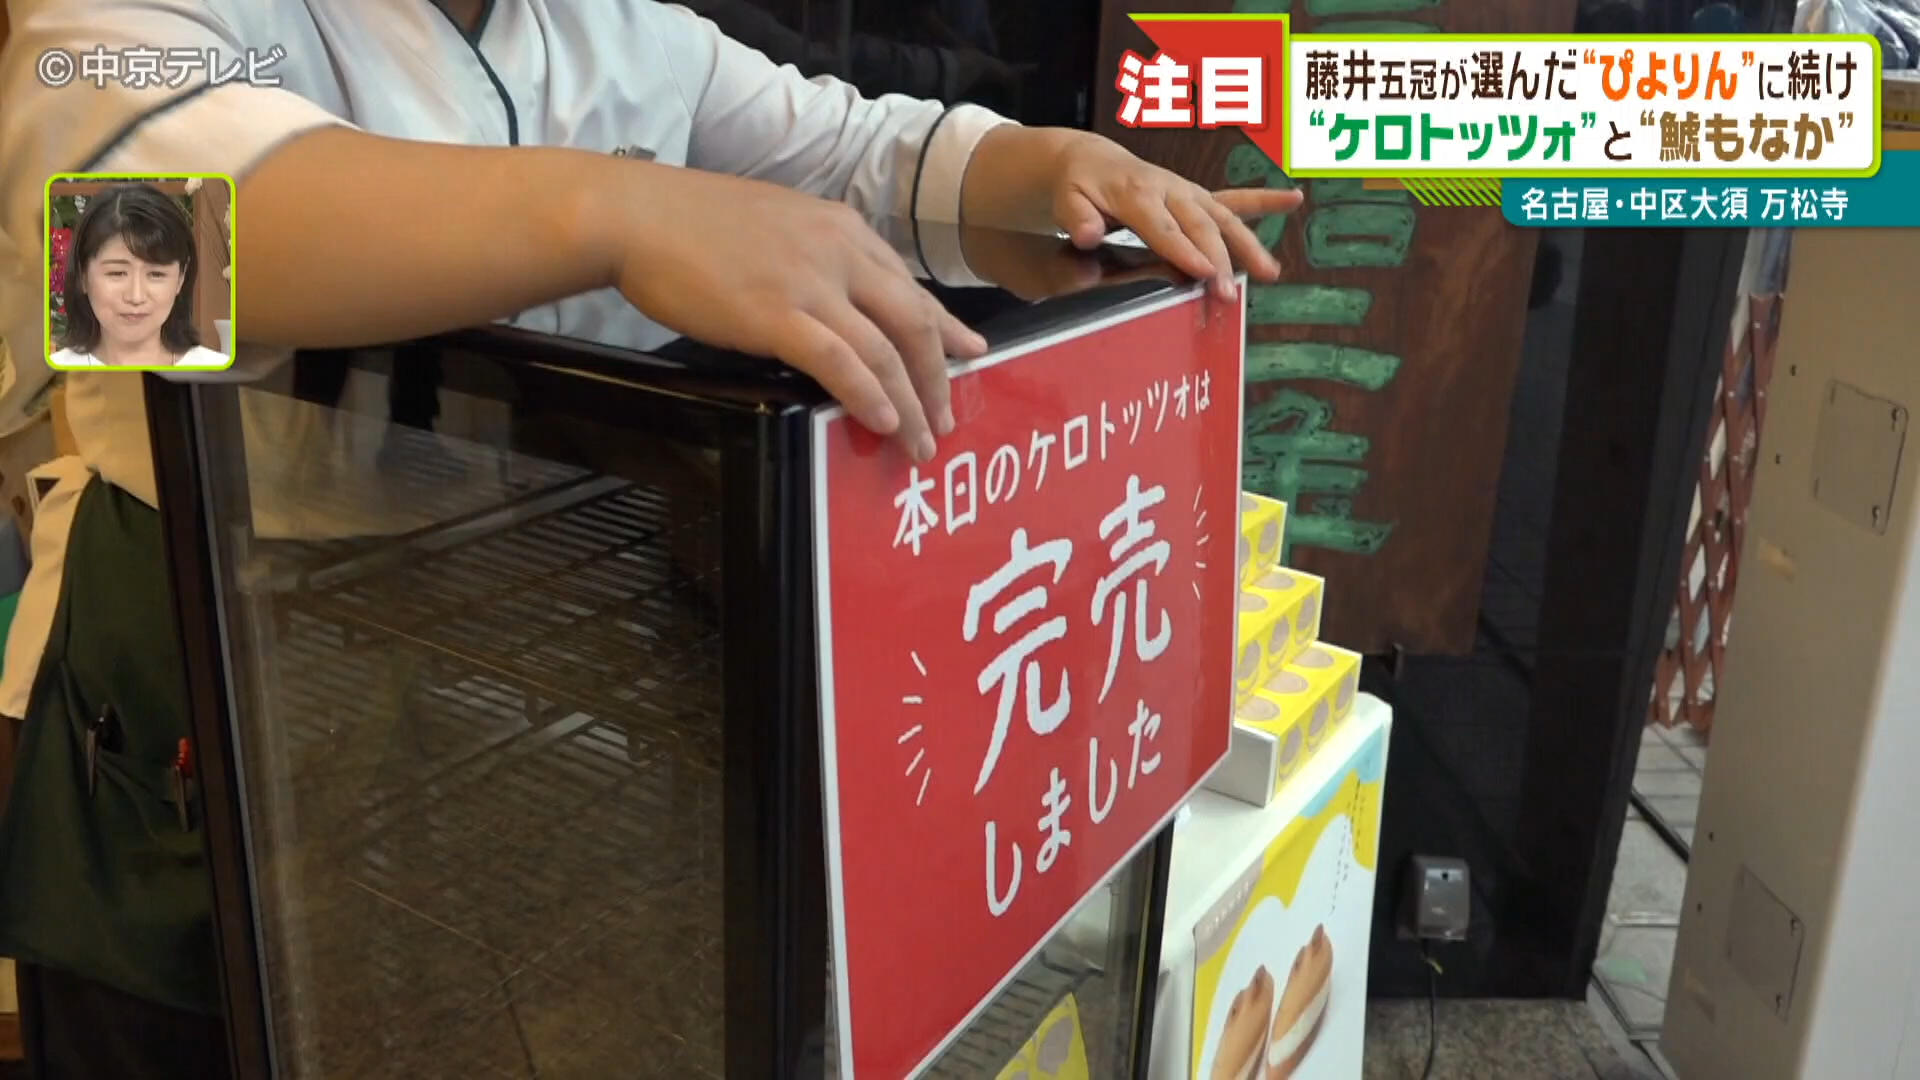 ©中京テレビ
注目
藤井五冠が選んだ“ぴよりん”に続け
“ケロトッツォ”と“鯱もなか”
名古屋・中区大須 万松寺
本日のケロトッツォは
完売
しました